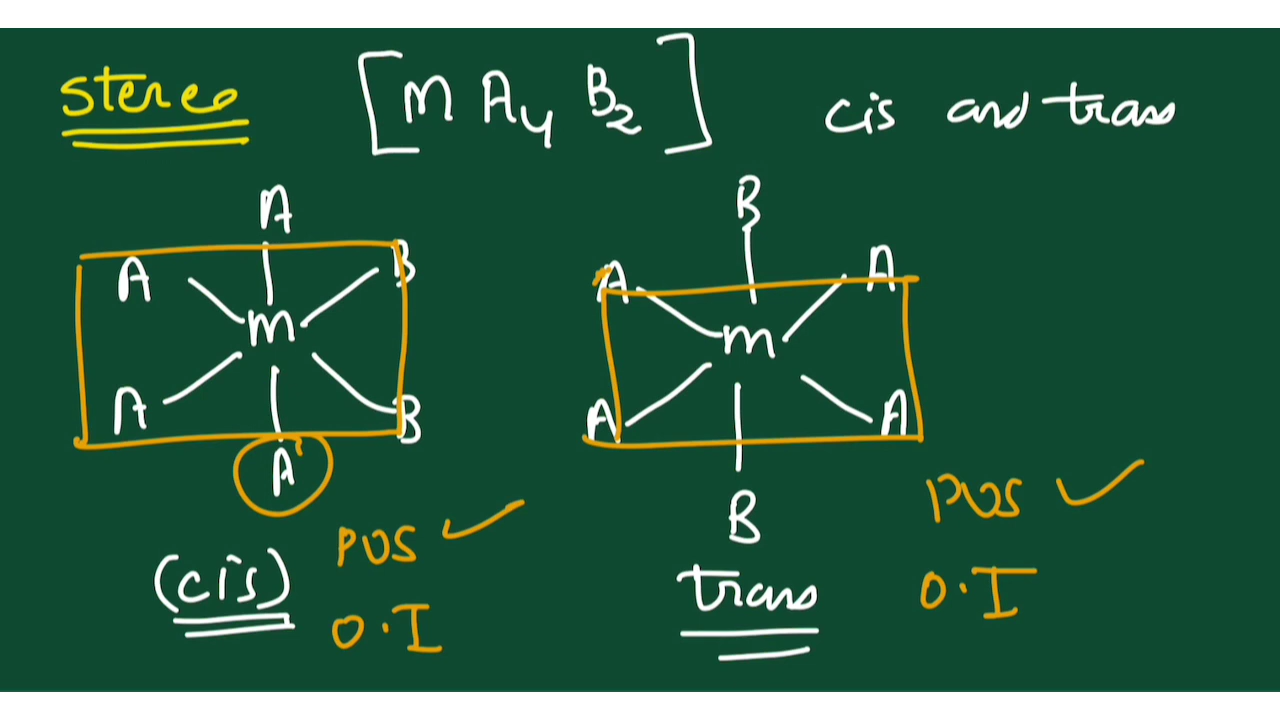 stereo [M A4 B2] cis and trans
A
A B
M
A B
A
(cis)
POS ✓
O.I
B
A A
M
A A
B
trans
POS ✓
O.I